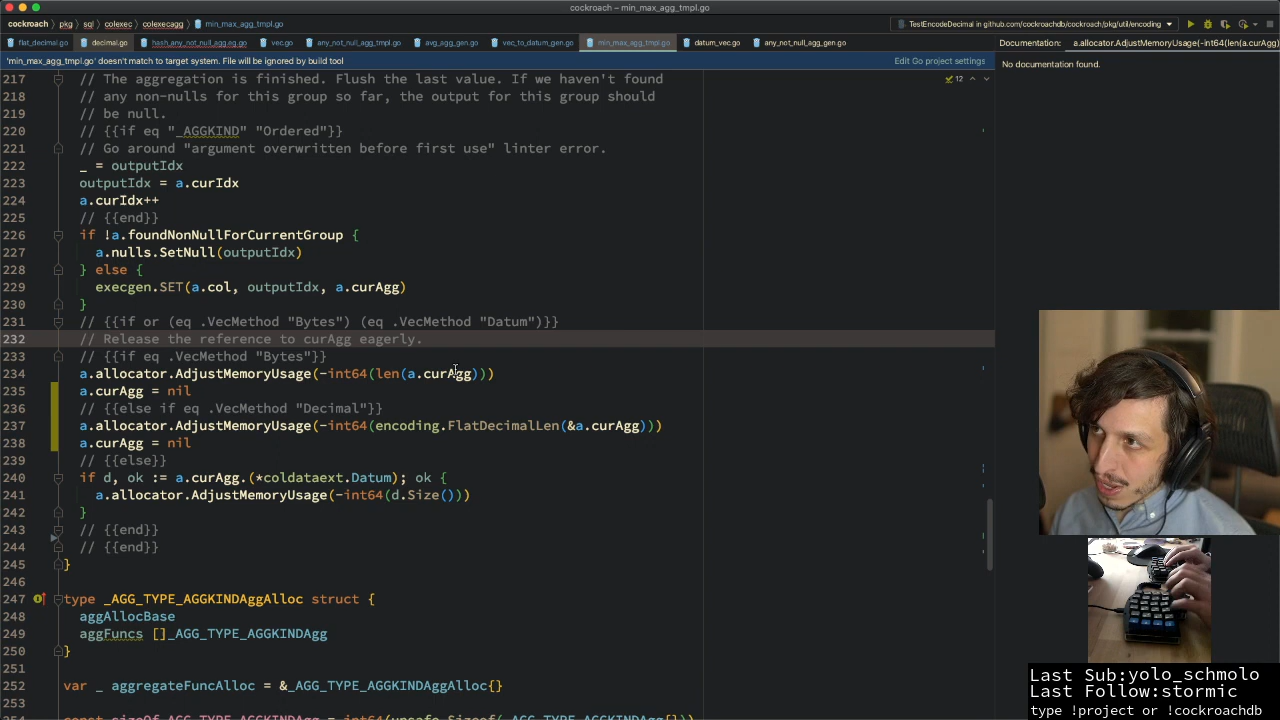 cockroach – min_max_agg_tmpl.go
cockroach › pkg › sql › colexec › colexecagg › min_max_agg_tmpl.go
TestEncodeDecimal in github.com/cockroachdb/cockroach/pkg/util/encoding
flat_decimal.go decimal.go hash_any_not_null_agg.eg.go vec.go any_not_null_agg_tmpl.go avg_agg_gen.go vec_to_datum_gen.go min_max_agg_tmpl.go datum_vec.go any_not_null_agg_gen.go
Documentation: a.allocator.AdjustMemoryUsage(-int64(len(a.curAgg)
'min_max_agg_tmpl.go' doesn't match to target system. File will be ignored by build tool
Edit Go project settings
No documentation found.
12
217 // The aggregation is finished. Flush the last value. If we haven't found
218 // any non-nulls for this group so far, the output for this group should
219 // be null.
220 // {{if eq "_AGGKIND" "Ordered"}}
221 // Go around "argument overwritten before first use" linter error.
222 _ = outputIdx
223 outputIdx = a.curIdx
224 a.curIdx++
225 // {{end}}
226 if !a.foundNonNullForCurrentGroup {
227 a.nulls.SetNull(outputIdx)
228 } else {
229 execgen.SET(a.col, outputIdx, a.curAgg)
230 }
231 // {{if or (eq .VecMethod "Bytes") (eq .VecMethod "Datum")}}
232 // Release the reference to curAgg eagerly.
233 // {{if eq .VecMethod "Bytes"}}
234 a.allocator.AdjustMemoryUsage(-int64(len(a.curAgg)))
235 a.curAgg = nil
236 // {{else if eq .VecMethod "Decimal"}}
237 a.allocator.AdjustMemoryUsage(-int64(encoding.FlatDecimalLen(&a.curAgg)))
238 a.curAgg = nil
239 // {{else}}
240 if d, ok := a.curAgg.(*coldataext.Datum); ok {
241 a.allocator.AdjustMemoryUsage(-int64(d.Size()))
242 }
243 // {{end}}
244 // {{end}}
245 }
246
247 type _AGG_TYPE_AGGKINDAggAlloc struct {
248 aggAllocBase
249 aggFuncs []_AGG_TYPE_AGGKINDAgg
250 }
251
252 var _ aggregateFuncAlloc = &_AGG_TYPE_AGGKINDAggAlloc{}
253
Last Sub:yolo_schmolo
Last Follow:stormic
type !project or !cockroachdb